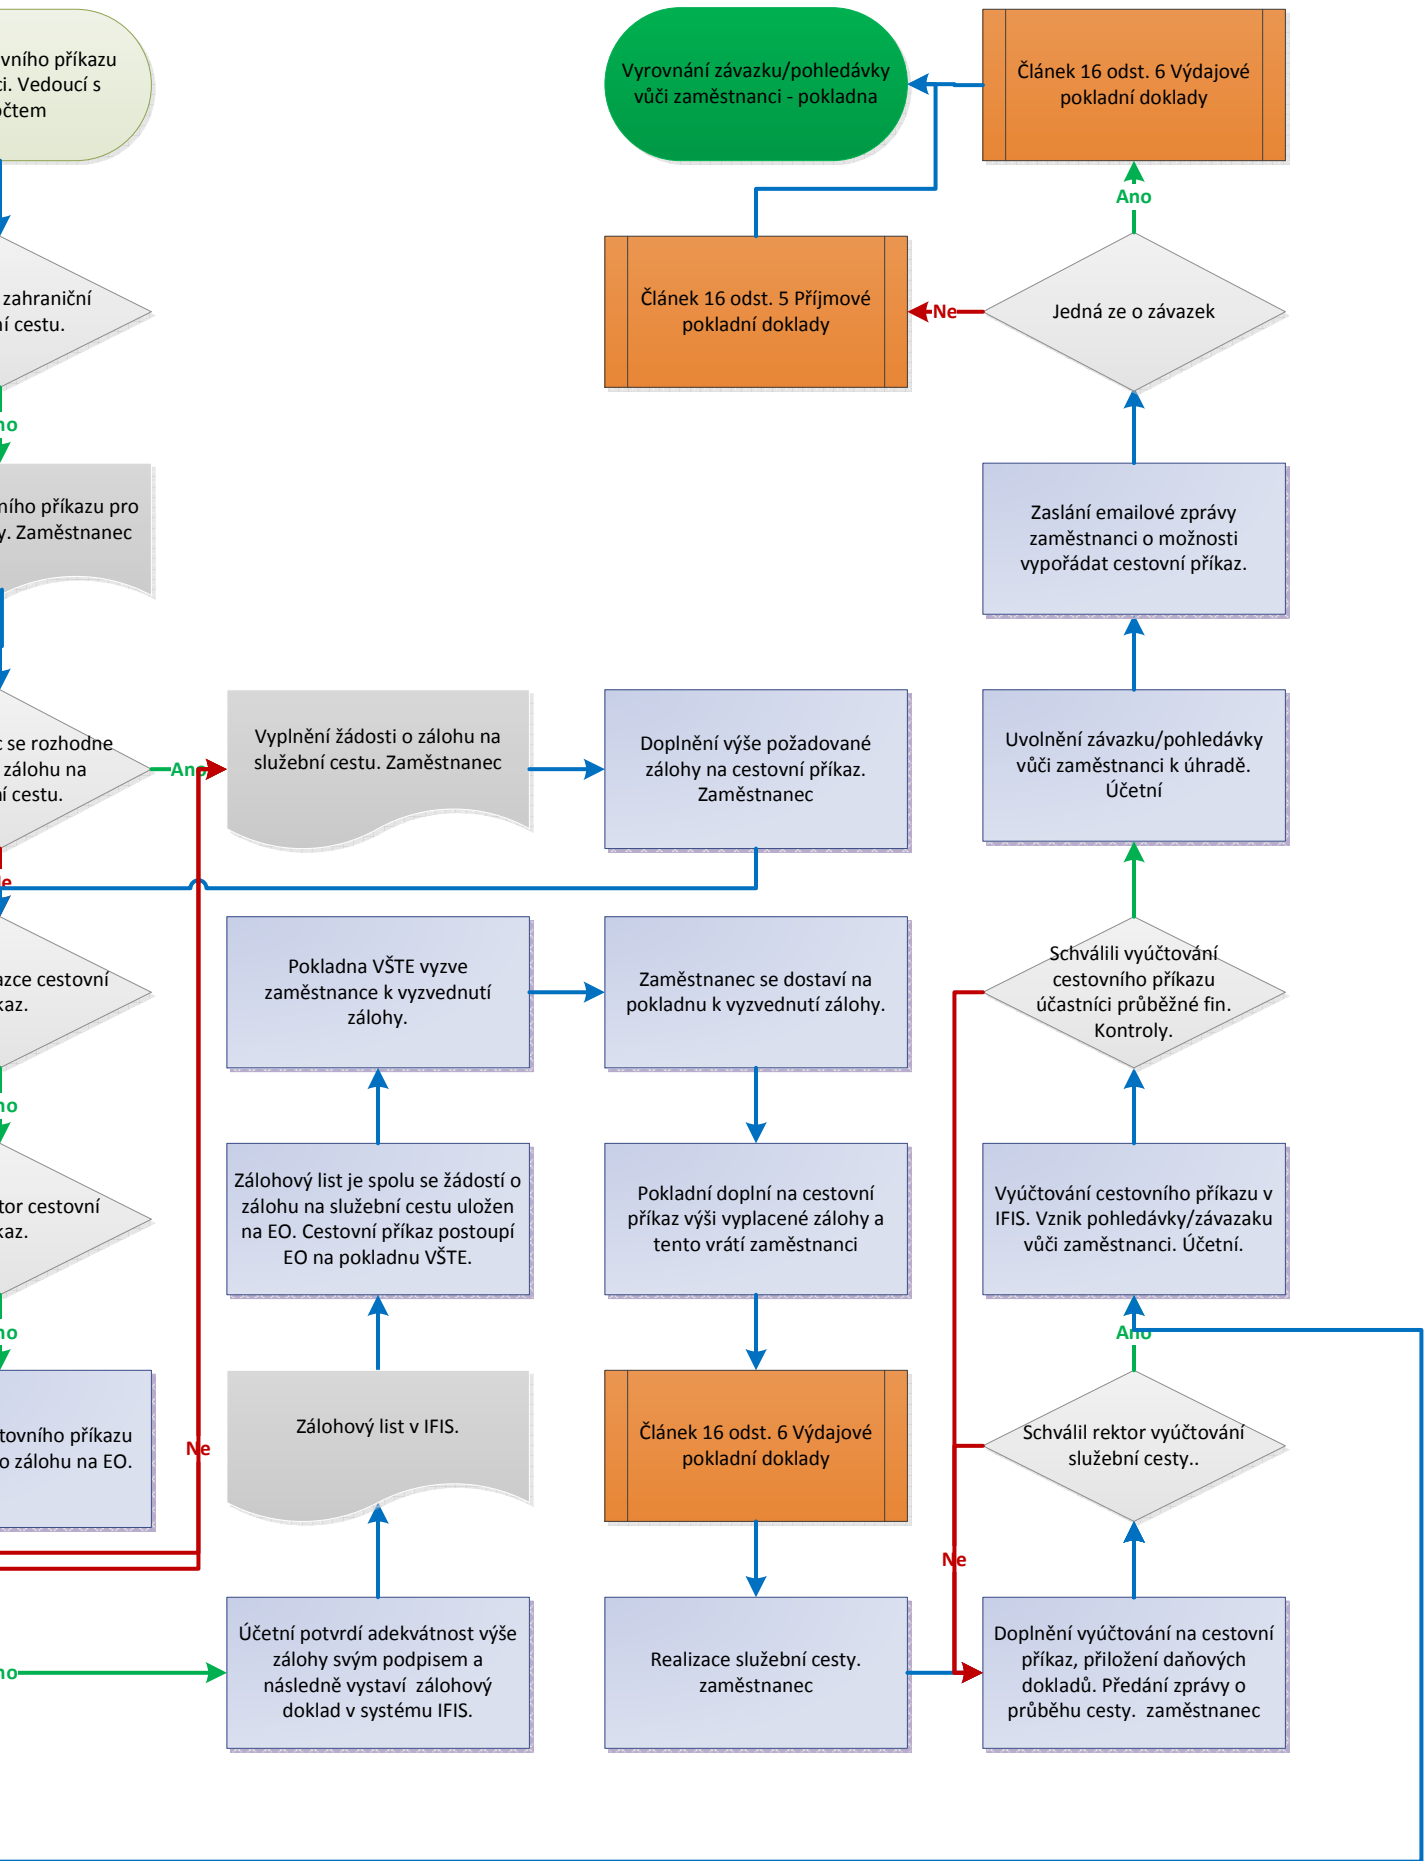 vního příkazu
ci. Vedoucí s
očtem
zahraniční
ní cestu.
no
ního příkazu pro
y. Zaměstnanec
c se rozhodne
zálohu na
í cestu.
Ano
Ne
azce cestovní
kaz.
no
tor cestovní
kaz.
no
tovního příkazu
o zálohu na EO.
Ne
no
Vyplnění žádosti o zálohu na
služební cestu. Zaměstnanec
Pokladna VŠTE vyzve
zaměstnance k vyzvednutí
zálohy.
Zálohový list je spolu se žádostí o
zálohu na služební cestu uložen
na EO. Cestovní příkaz postoupí
EO na pokladnu VŠTE.
Zálohový list v IFIS.
Účetní potvrdí adekvátnost výše
zálohy svým podpisem a
následně vystaví zálohový
doklad v systému IFIS.
Vyrovnání závazku/pohledávky
vůči zaměstnanci - pokladna
Článek 16 odst. 5 Příjmové
pokladní doklady
Doplnění výše požadované
zálohy na cestovní příkaz.
Zaměstnanec
Zaměstnanec se dostaví na
pokladnu k vyzvednutí zálohy.
Pokladní doplní na cestovní
příkaz výši vyplacené zálohy a
tento vrátí zaměstnanci
Článek 16 odst. 6 Výdajové
pokladní doklady
Realizace služební cesty.
zaměstnanec
Článek 16 odst. 6 Výdajové
pokladní doklady
Ano
Ne
Jedná ze o závazek
Zaslání emailové zprávy
zaměstnanci o možnosti
vypořádat cestovní příkaz.
Uvolnění závazku/pohledávky
vůči zaměstnanci k úhradě.
Účetní
Schválili vyúčtování
cestovního příkazu
účastníci průběžné fin.
Kontroly.
Vyúčtování cestovního příkazu v
IFIS. Vznik pohledávky/závazaku
vůči zaměstnanci. Účetní.
Ano
Schválil rektor vyúčtování
služební cesty..
Ne
Doplnění vyúčtování na cestovní
příkaz, přiložení daňových
dokladů. Předání zprávy o
průběhu cesty. zaměstnanec